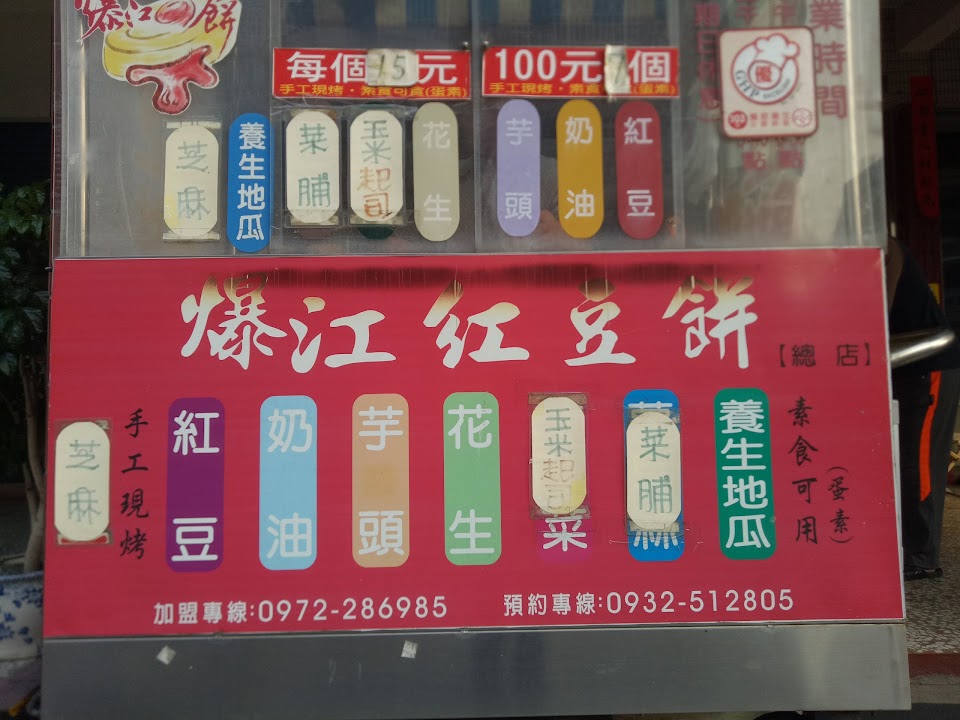 爆江紅餅
每個15元
手工現烤・素食可食(蛋素)
100元7個
手工現烤・素食
食(蛋素)
業時間
優
GHP
芝麻
養生地瓜
菜脯
玉米起司
花生
芋頭
奶油
紅豆
爆江紅豆餅
【總店】
芝麻
手工現烤
紅豆
奶油
芋頭
花生
玉米起司
菜
菜脯
養生地瓜
素食可用
(蛋素)
加盟專線:0972-286985
預約專線:0932-512805